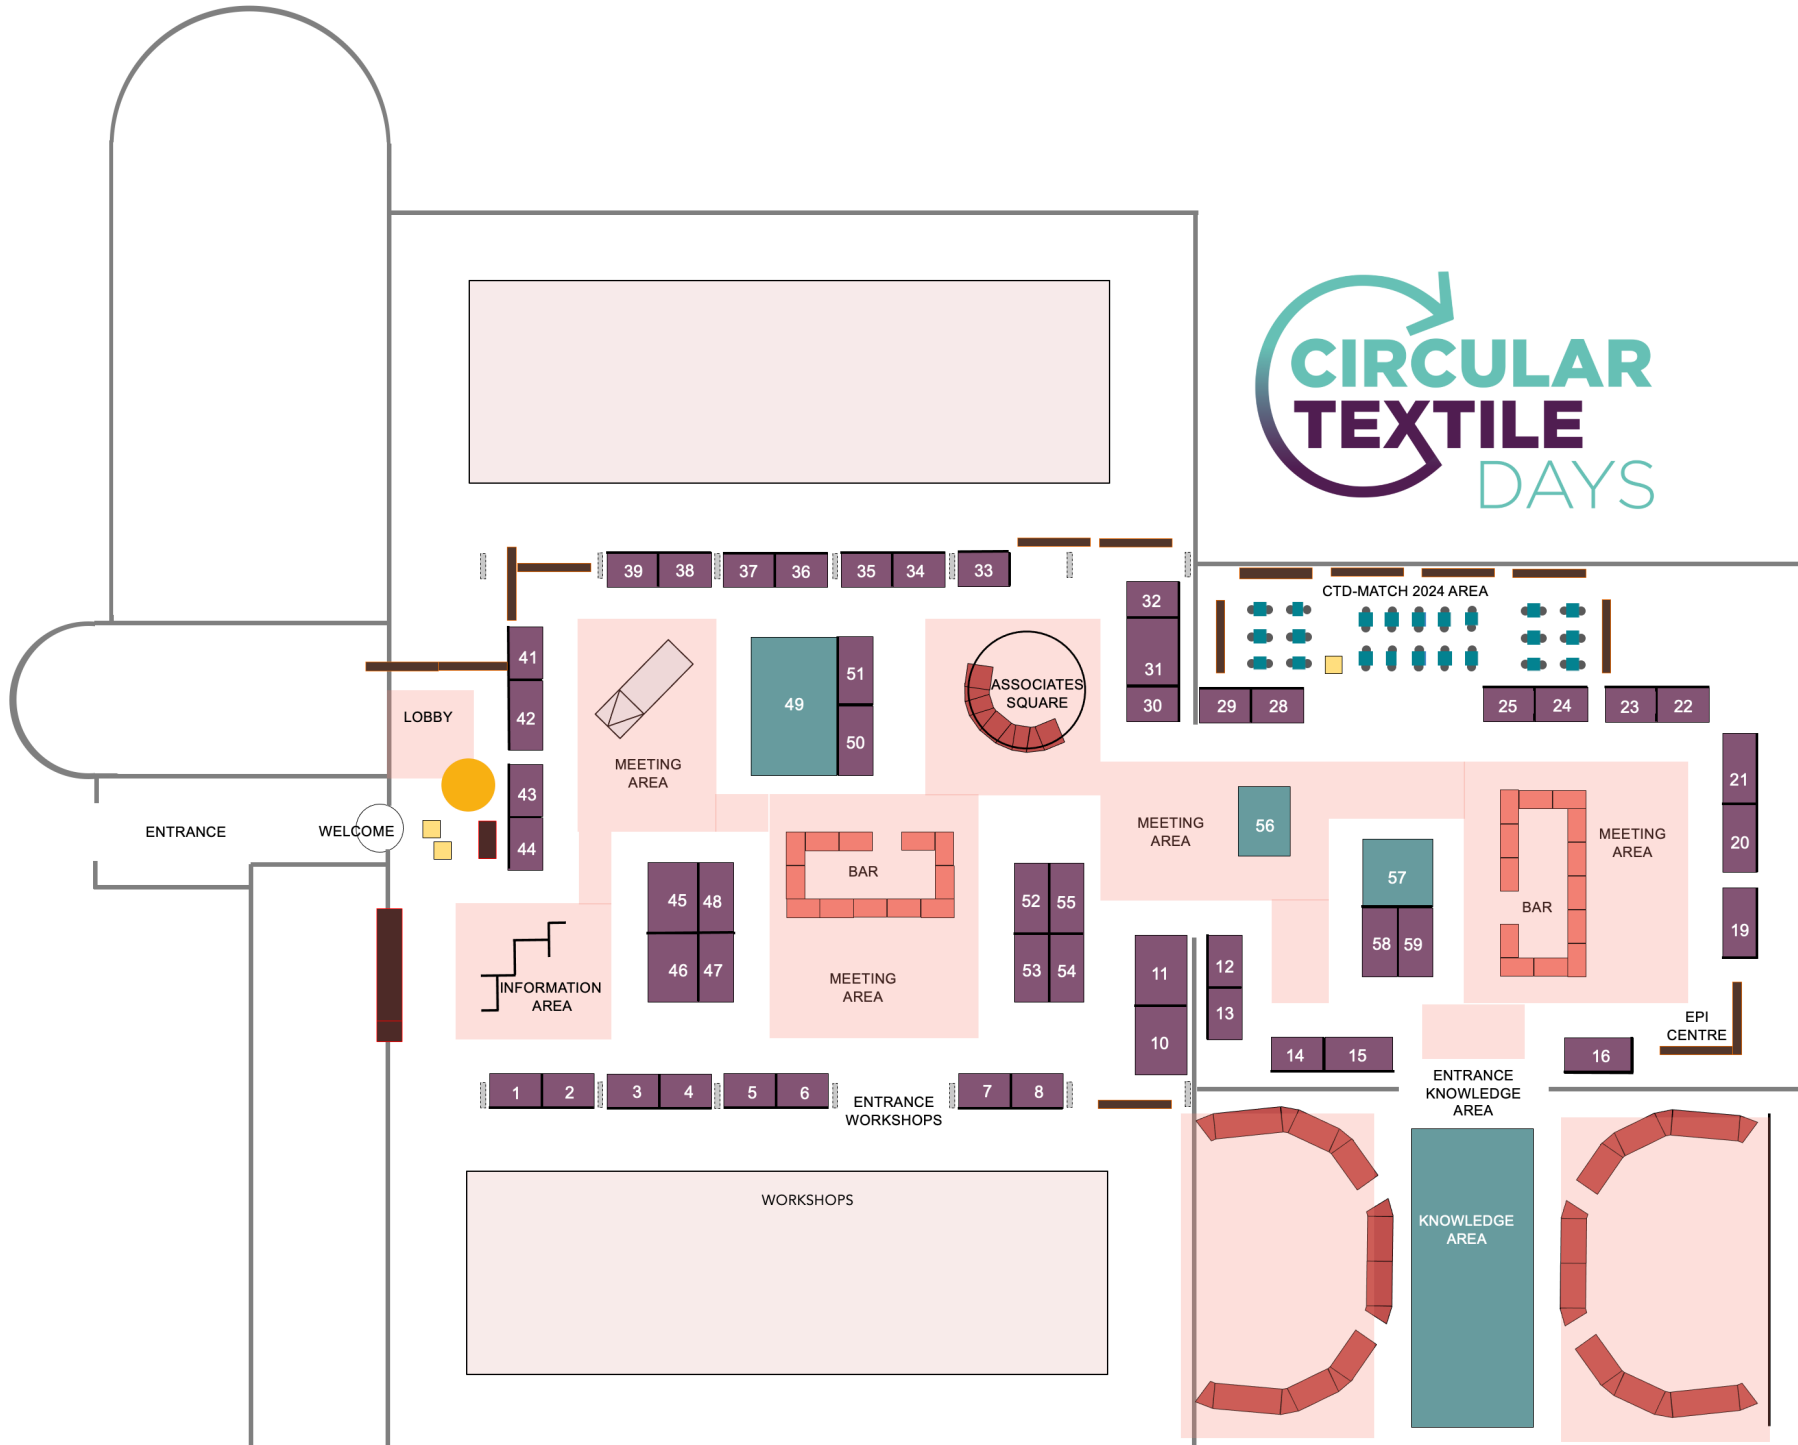 CIRCULAR
TEXTILE
DAYS
39 38 37 36 35 34 33
CTD-MATCH 2024 AREA
32
31
30
29 28 25 24 23 22
41
42
LOBBY
43
44
ENTRANCE
WELCOME
MEETING
AREA
49
51
50
ASSOCIATES
SQUARE
MEETING
AREA
56
57
58 59
BAR
MEETING
AREA
21
20
19
BAR
45 48
46 47
52 55
53 54
MEETING
AREA
INFORMATION
AREA
11
10
12
13
14 15
16
EPI
CENTRE
1 2 3 4 5 6
7 8
ENTRANCE
WORKSHOPS
ENTRANCE
KNOWLEDGE
AREA
WORKSHOPS
KNOWLEDGE
AREA